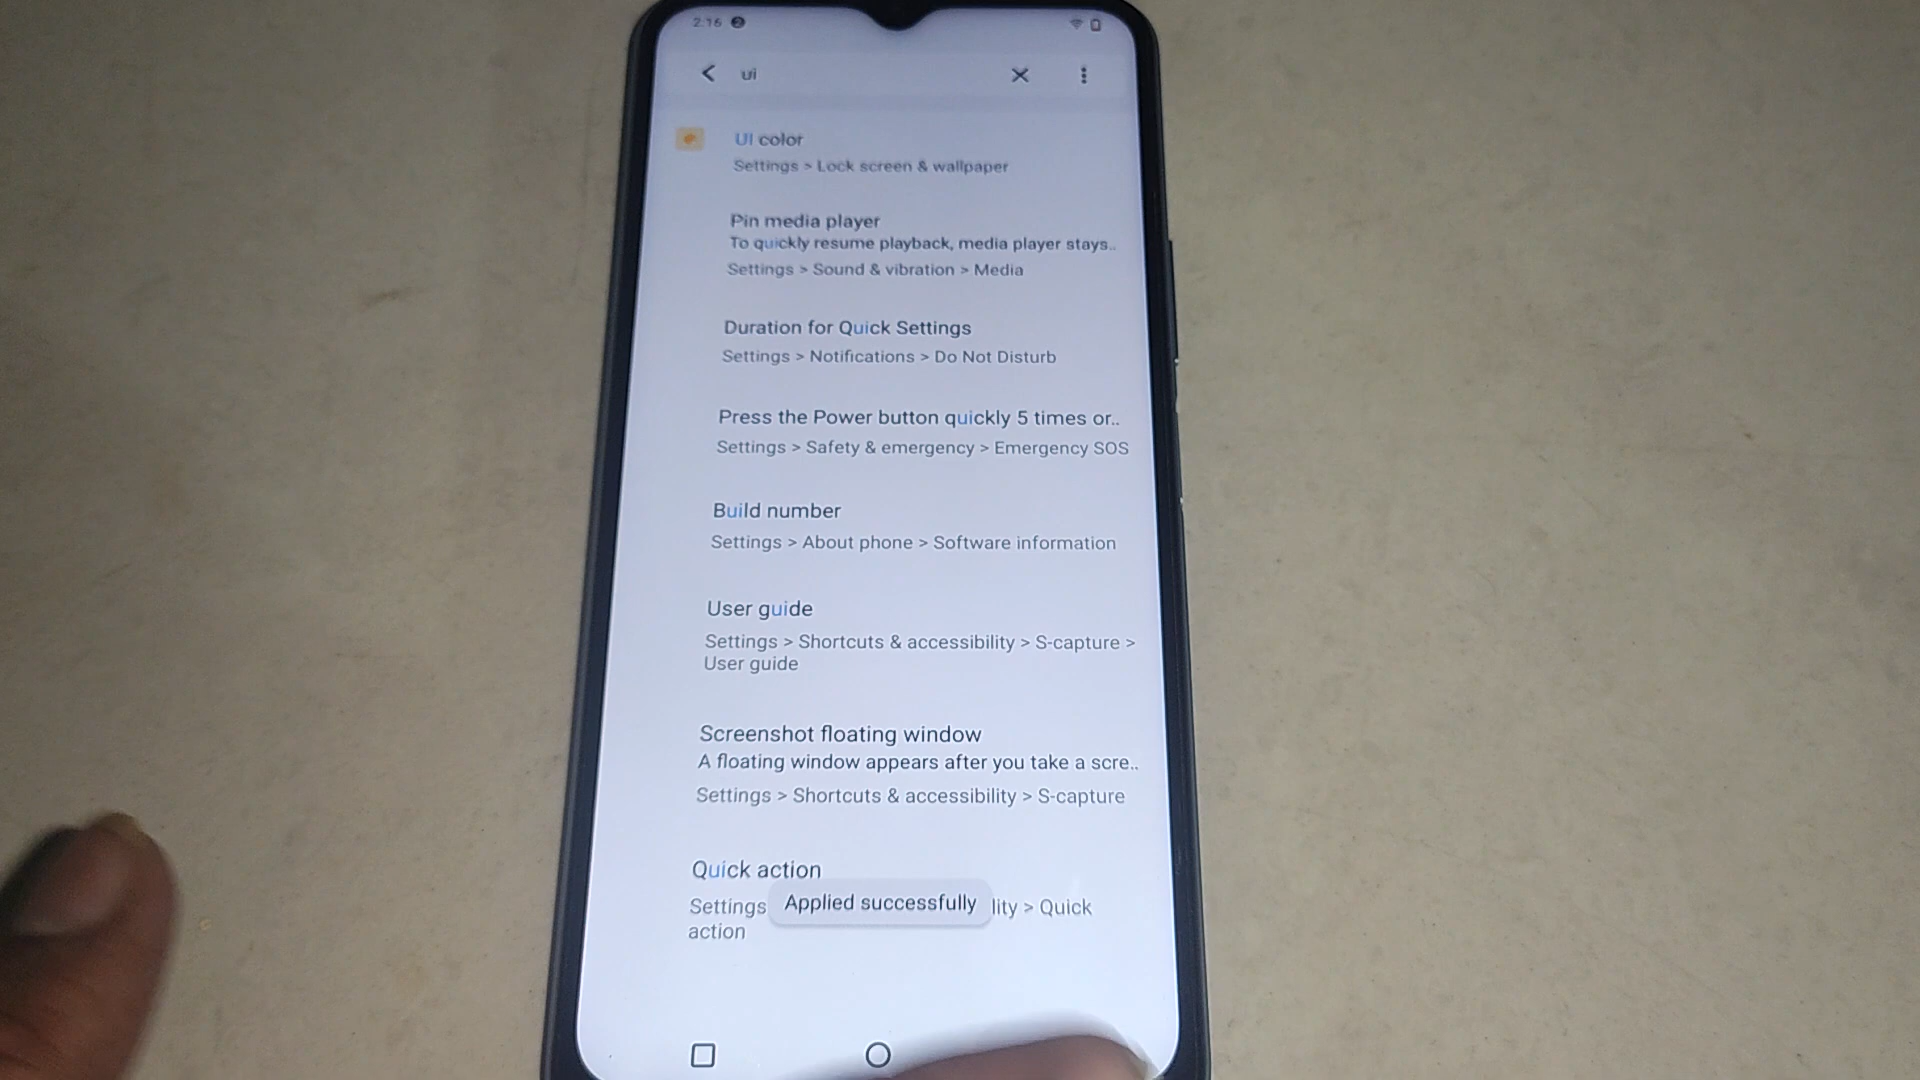 2:16
ui
UI color
Settings > Lock screen & wallpaper
Pin media player
To quickly resume playback, media player stays..
Settings > Sound & vibration > Media
Duration for Quick Settings
Settings > Notifications > Do Not Disturb
Press the Power button quickly 5 times or..
Settings > Safety & emergency > Emergency SOS
Build number
Settings > About phone > Software information
User guide
Settings > Shortcuts & accessibility > S-capture >
User guide
Screenshot floating window
A floating window appears after you take a scre..
Settings > Shortcuts & accessibility > S-capture
Quick action
Settings
Applied successfully
lity > Quick
action